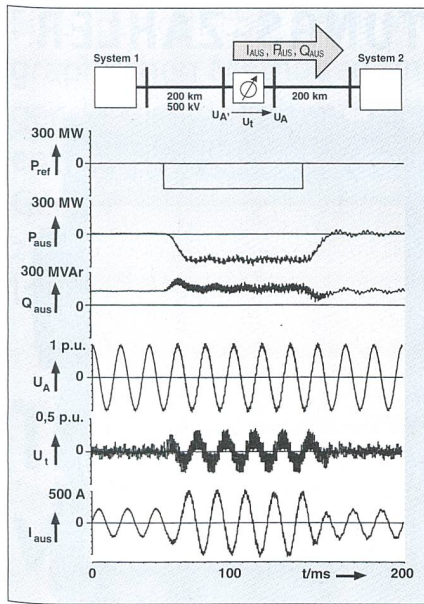 I_AUS, P_AUS, Q_AUS
System 1
System 2
200 km
500 kV
200 km
U_A' U_t U_A
300 MW
P_ref
0
300 MW
P_aus
0
300 MVAr
Q_aus
0
1 p.u.
U_A
0
0,5 p.u.
U_t
0
500 A
I_aus
0
0 100 t/ms 200